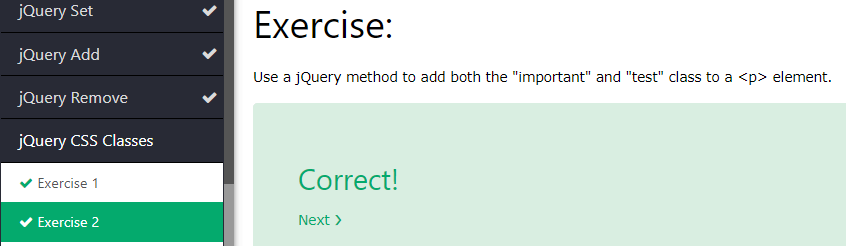 jQuery Set
jQuery Add
jQuery Remove
jQuery CSS Classes
Exercise 1
Exercise 2
Exercise:
Use a jQuery method to add both the "important" and "test" class to a <p> element.
Correct!
Next ❯